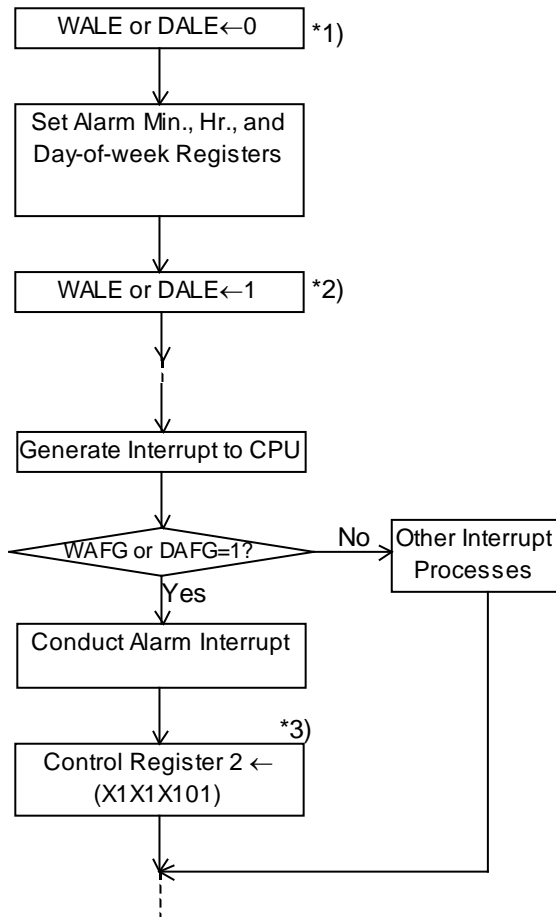 WALE or DALE←0
*1)
Set Alarm Min., Hr., and
Day-of-week Registers
WALE or DALE←1
*2)
Generate Interrupt to CPU
WAFG or DAFG=1?
No
Other Interrupt
Processes
Yes
Conduct Alarm Interrupt
*3)
Control Register 2 ←
(X1X1X101)